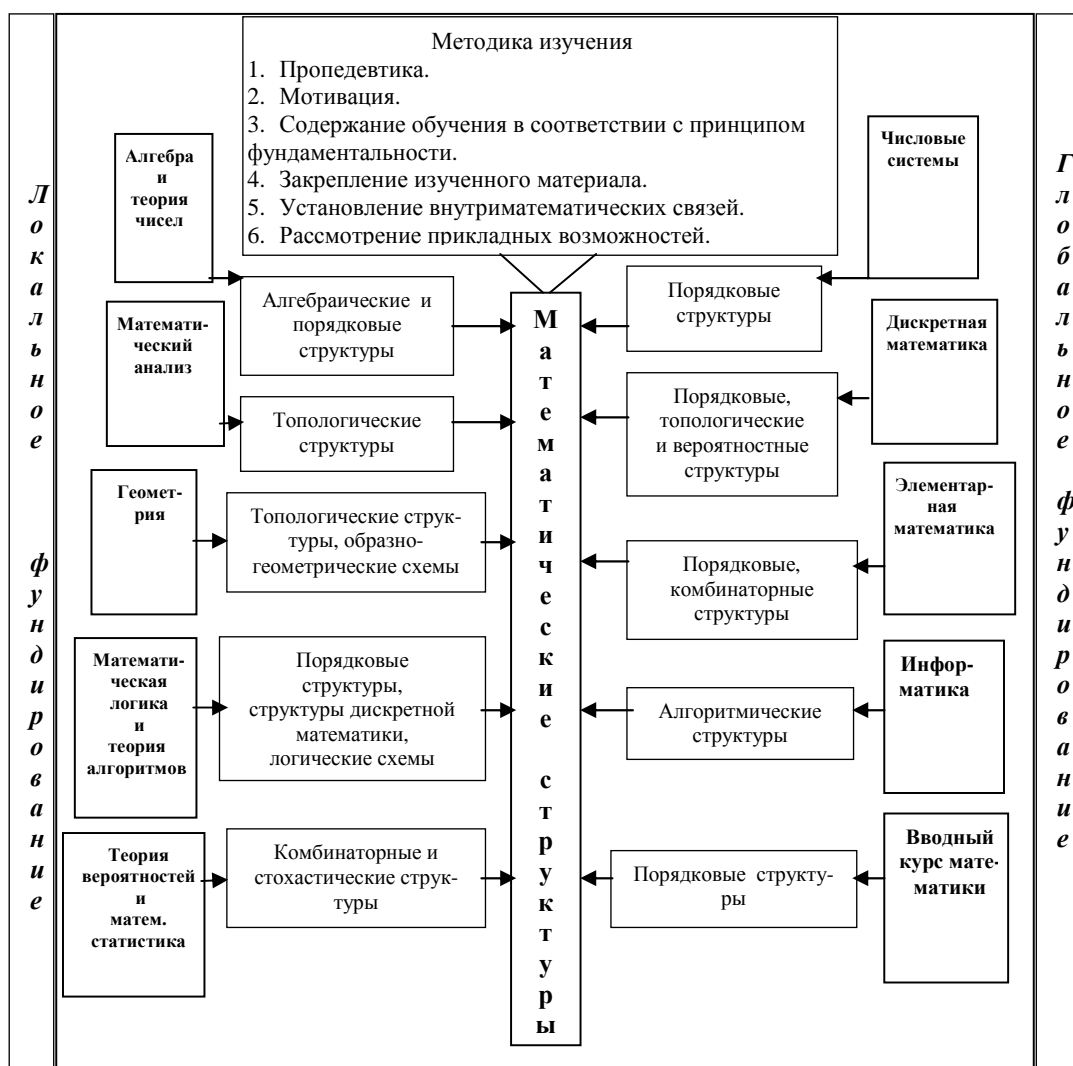 Методика изучения
1. Пропедевтика.
2. Мотивация.
3. Содержание обучения в соответствии с принципом
фундаментальности.
4. Закрепление изученного материала.
5. Установление внутриматематических связей.
6. Рассмотрение прикладных возможностей.
Локальное фундирование
Алгебра
и
теория
чисел
Алгебраические и
порядковые
структуры
Математи-
ческий
анализ
Топологические
структуры
Геомет-
рия
Топологические струк-
туры, образно-
геометрические схемы
Математи-
ческая
логика
и
теория
алгоритмов
Порядковые
структуры,
структуры дискретной
математики,
логические схемы
Теория
вероятностей
и
матем.
статистика
Комбинаторные и
стохастические струк-
туры
Математические структуры
Числовые
системы
Порядковые
структуры
Дискретная
математика
Порядковые,
топологические
и вероятностные
структуры
Элементар-
ная
математика
Порядковые,
комбинаторные
структуры
Инфор-
матика
Алгоритмические
структуры
Вводный
курс мате-
матики
Порядковые структу-
ры
Глобальное фундирование